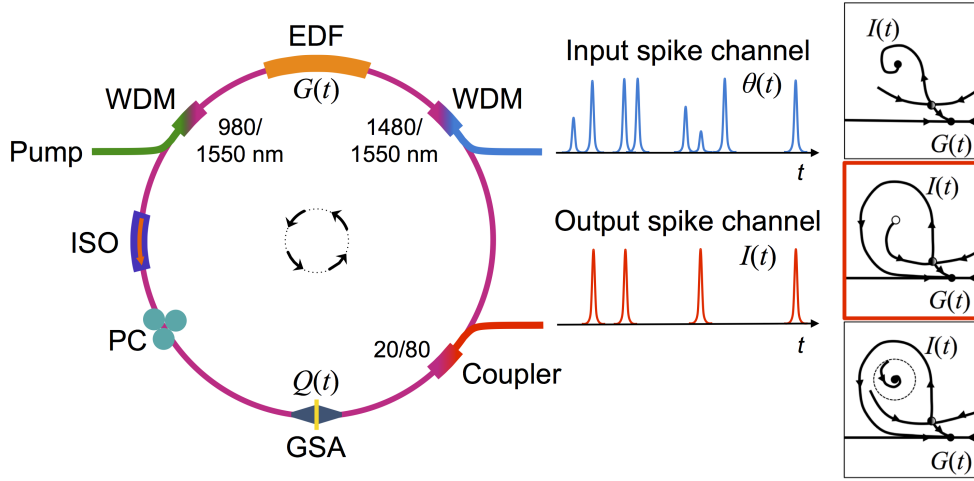 EDF
G(t)
WDM
WDM
980/
1550 nm
1480/
1550 nm
Pump
ISO
PC
Q(t)
GSA
20/80
Coupler
Input spike channel
θ(t)
t
Output spike channel
I(t)
t
I(t)
G(t)
I(t)
G(t)
I(t)
G(t)